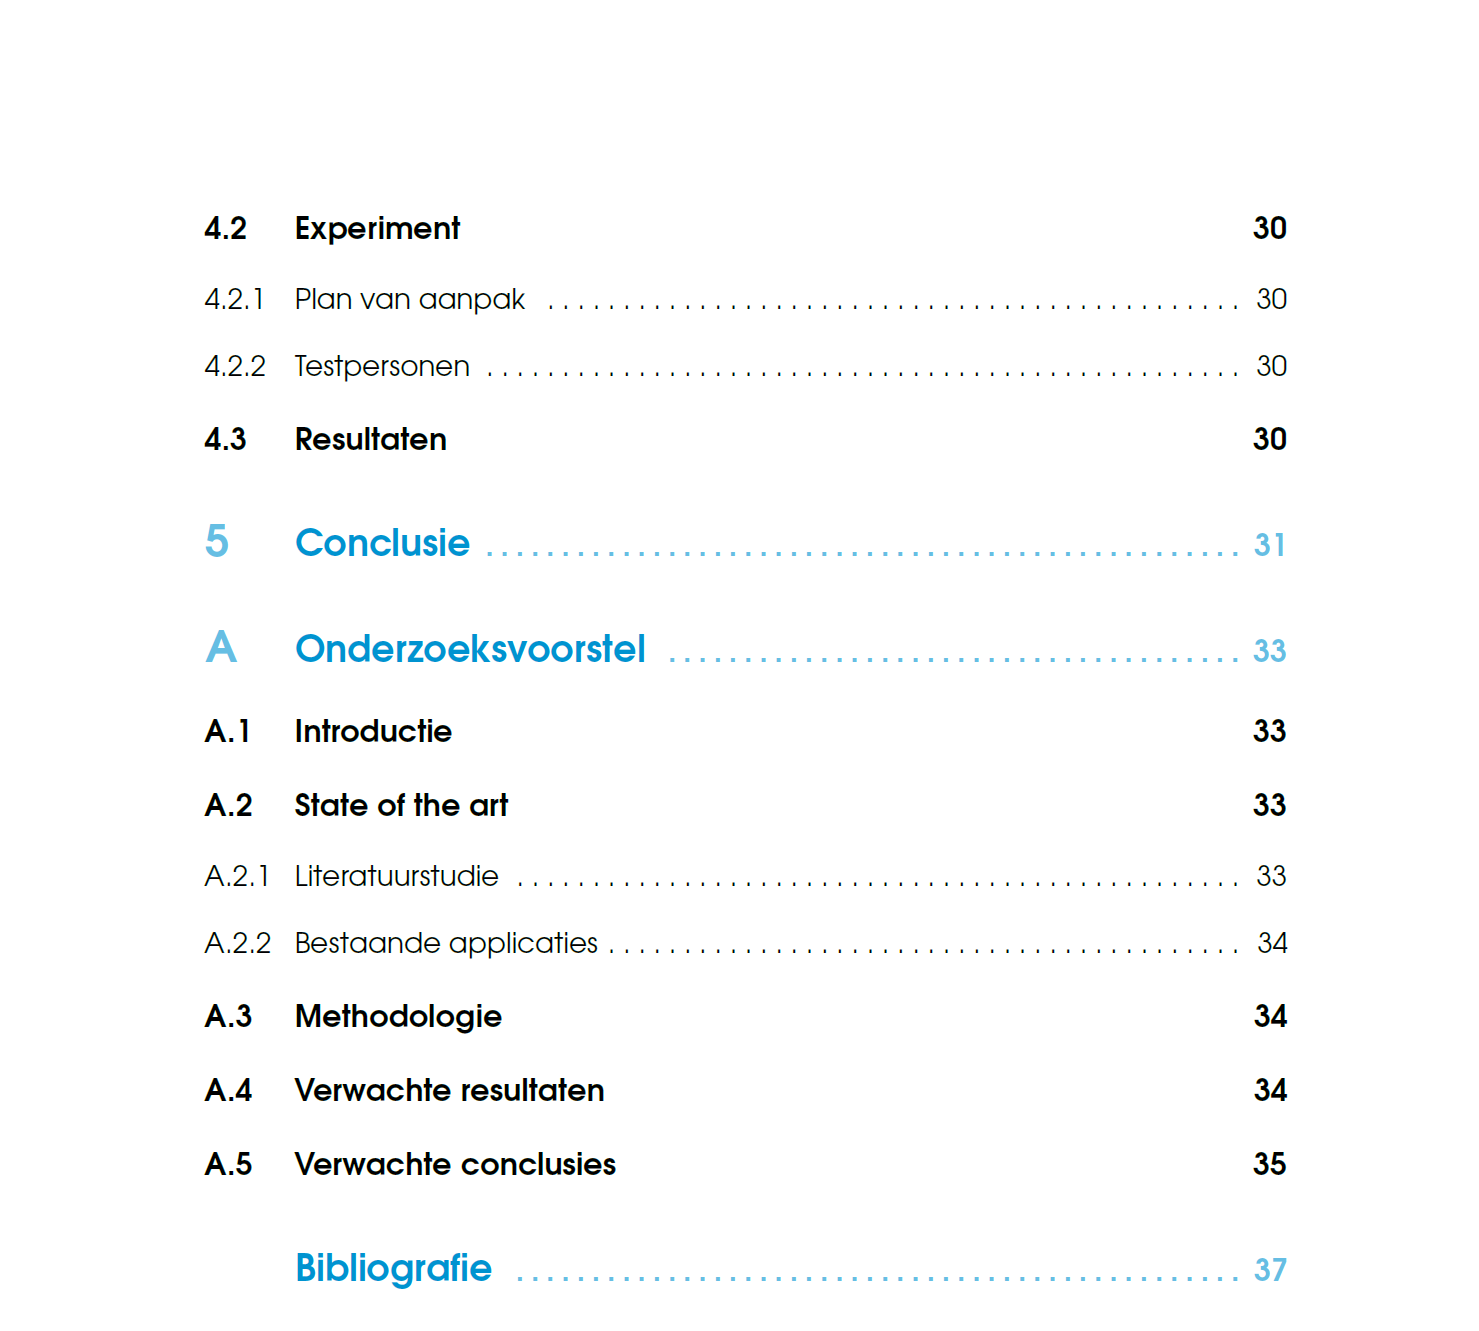 4.2 Experiment 30
4.2.1 Plan van aanpak . . . . . . . . . . . . . . . . . . . . . . . . . . . . . . . . . . . . . . . . . . . . . . 30
4.2.2 Testpersonen . . . . . . . . . . . . . . . . . . . . . . . . . . . . . . . . . . . . . . . . . . . . . . . . . . 30
4.3 Resultaten 30
5 Conclusie . . . . . . . . . . . . . . . . . . . . . . . . . . . . . . . . . . . . . . . . . . . . . . . . . . 31
A Onderzoeksvoorstel . . . . . . . . . . . . . . . . . . . . . . . . . . . . . . . . . . . . . . 33
A.1 Introductie 33
A.2 State of the art 33
A.2.1 Literatuurstudie . . . . . . . . . . . . . . . . . . . . . . . . . . . . . . . . . . . . . . . . . . . . . . . . 33
A.2.2 Bestaande applicaties . . . . . . . . . . . . . . . . . . . . . . . . . . . . . . . . . . . . . . . . . . 34
A.3 Methodologie 34
A.4 Verwachte resultaten 34
A.5 Verwachte conclusies 35
Bibliografie . . . . . . . . . . . . . . . . . . . . . . . . . . . . . . . . . . . . . . . . . . . . . . . . 37